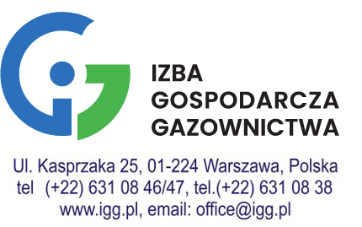 IZBA
GOSPODARCZA
GAZOWNICTWA
Ul. Kasprzaka 25, 01-224 Warszawa, Polska
tel (+22) 631 08 46/47, tel.(+22) 631 08 38
www.igg.pl, email: office@igg.pl